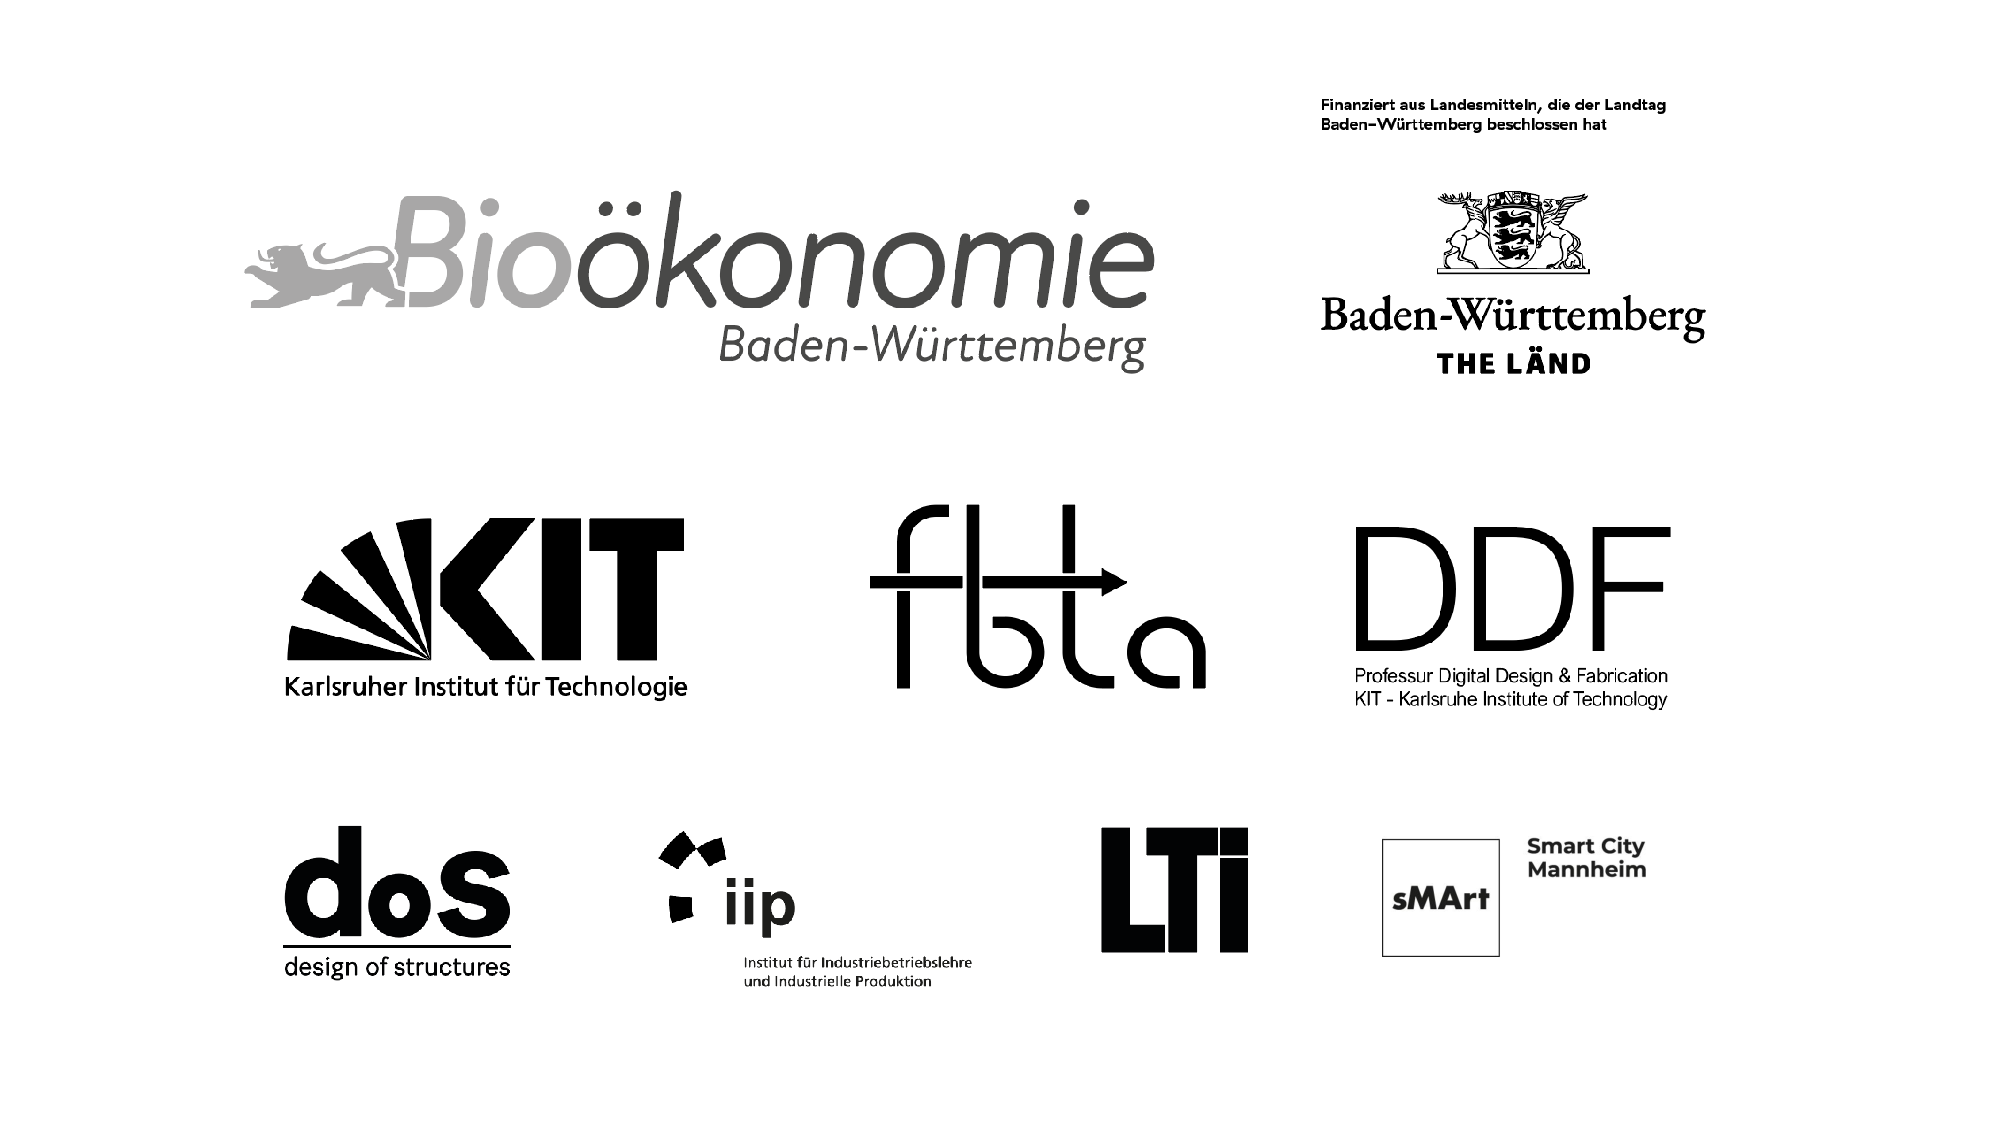 Finanziert aus Landesmitteln, die der Landtag
Baden-Württemberg beschlossen hat
Bioökonomie
Baden-Württemberg
Baden-Württemberg
THE LÄND
KIT
Karlsruher Institut für Technologie
fbta
DDF
Professur Digital Design & Fabrication
KIT - Karlsruhe Institute of Technology
dos
design of structures
iip
Institut für Industriebetriebslehre
und Industrielle Produktion
LTi
sMArt
Smart City
Mannheim